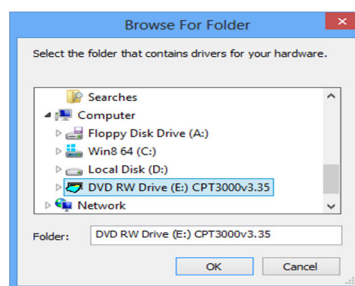 Browse For Folder
Select the folder that contains drivers for your hardware.
Searches
Computer
Floppy Disk Drive (A:)
Win8 64 (C:)
Local Disk (D:)
DVD RW Drive (E:) CPT3000v3.35
Network
Folder: DVD RW Drive (E:) CPT3000v3.35
OK Cancel